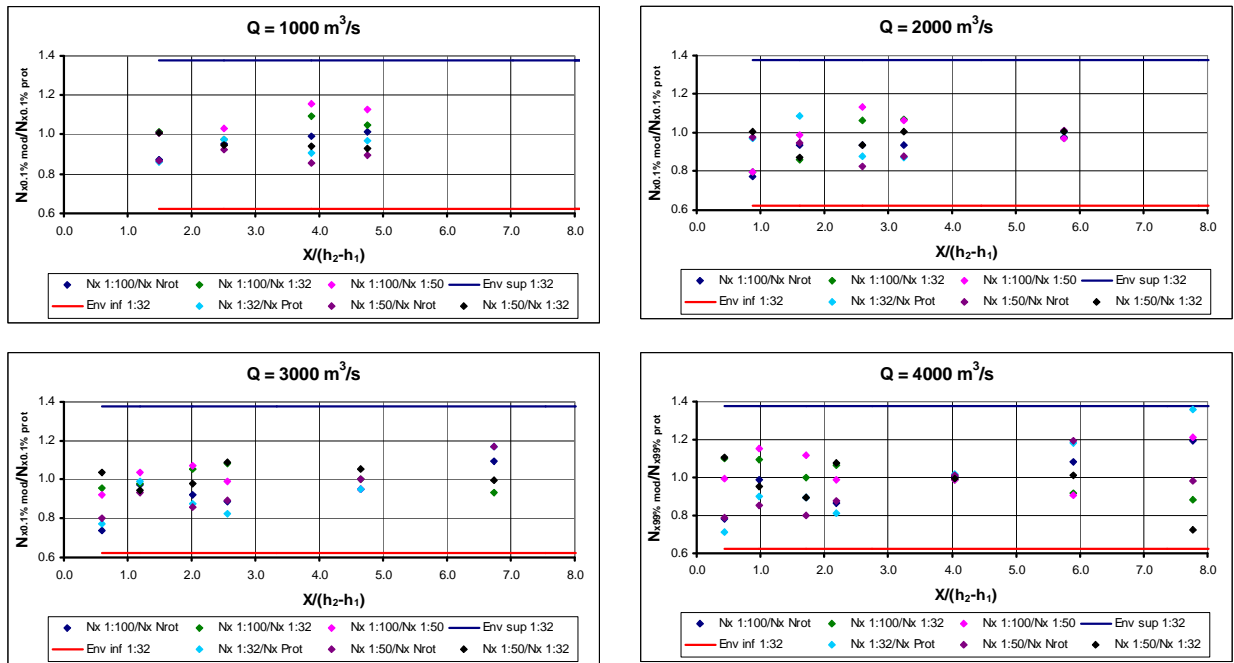 Q = 1000 m³/s
Nx0.1% mod/Nx0.1% prot
1.4
1.2
1.0
0.8
0.6
0.0 1.0 2.0 3.0 4.0 5.0 6.0 7.0 8.0
X/(h₂-h₁)
Nx 1:100/Nx Nrot Nx 1:100/Nx 1:32 Nx 1:100/Nx 1:50 Env sup 1:32
Env inf 1:32 Nx 1:32/Nx Prot Nx 1:50/Nx Nrot Nx 1:50/Nx 1:32
Q = 2000 m³/s
Nx0.1% mod/Nx0.1% prot
1.4
1.2
1.0
0.8
0.6
0.0 1.0 2.0 3.0 4.0 5.0 6.0 7.0 8.0
X/(h₂-h₁)
Nx 1:100/Nx Nrot Nx 1:100/Nx 1:32 Nx 1:100/Nx 1:50 Env sup 1:32
Env inf 1:32 Nx 1:32/Nx Prot Nx 1:50/Nx Nrot Nx 1:50/Nx 1:32
Q = 3000 m³/s
Nx0.1% mod/Nx0.1% prot
1.4
1.2
1.0
0.8
0.6
0.0 1.0 2.0 3.0 4.0 5.0 6.0 7.0 8.0
X/(h₂-h₁)
Nx 1:100/Nx Nrot Nx 1:100/Nx 1:32 Nx 1:100/Nx 1:50 Env sup 1:32
Env inf 1:32 Nx 1:32/Nx Prot Nx 1:50/Nx Nrot Nx 1:50/Nx 1:32
Q = 4000 m³/s
Nx99% mod/Nx99% prot
1.4
1.2
1.0
0.8
0.6
0.0 1.0 2.0 3.0 4.0 5.0 6.0 7.0 8.0
X/(h₂-h₁)
Nx 1:100/Nx Nrot Nx 1:100/Nx 1:32 Nx 1:100/Nx 1:50 Env sup 1:32
Env inf 1:32 Nx 1:32/Nx Prot Nx 1:50/Nx Nrot Nx 1:50/Nx 1:32